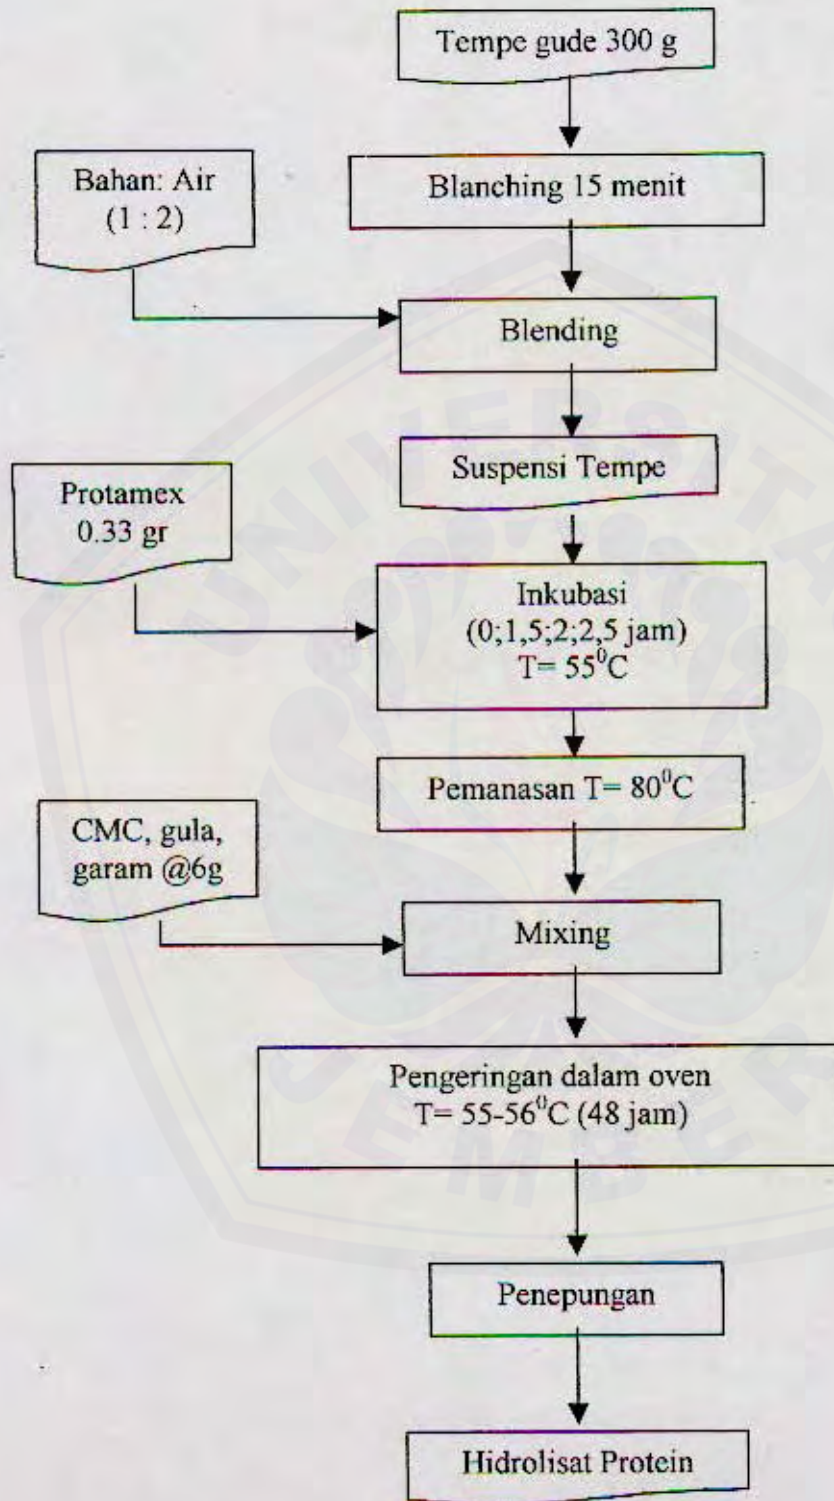 Tempe gude 300 g
Bahan: Air
(1 : 2)
Blanching 15 menit
Blending
Suspensi Tempe
Protamex
0.33 gr
Inkubasi
(0;1,5;2;2,5 jam)
T= 55⁰C
Pemanasan T= 80⁰C
CMC, gula,
garam @6g
Mixing
Pengeringan dalam oven
T= 55-56⁰C (48 jam)
Penepungan
Hidrolisat Protein
UNIVERSITA
JEMBER